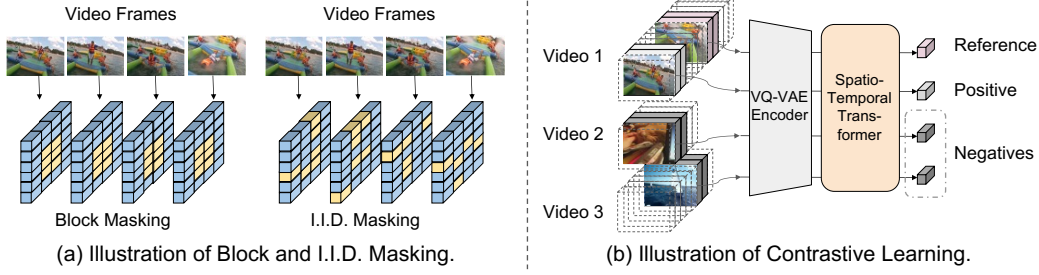 Video Frames
Video Frames
Block Masking
I.I.D. Masking
(a) Illustration of Block and I.I.D. Masking.
Video 1
Video 2
Video 3
VQ-VAE
Encoder
Spatio-
Temporal
Trans-
former
Reference
Positive
Negatives
(b) Illustration of Contrastive Learning.